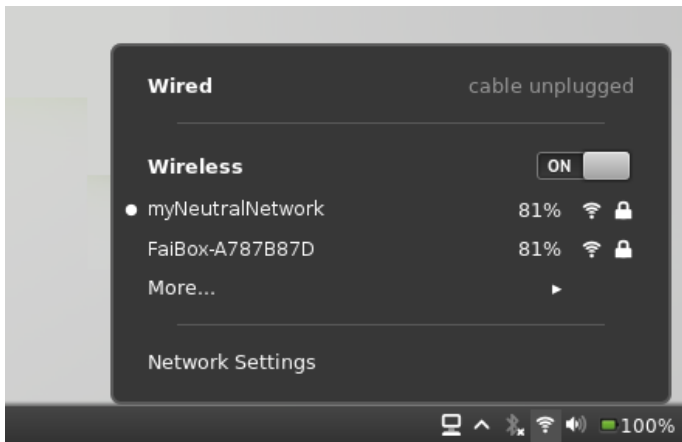 Wired cable unplugged
Wireless ON
myNeutralNetwork 81%
FaiBox-A787B87D 81%
More...
Network Settings
100%